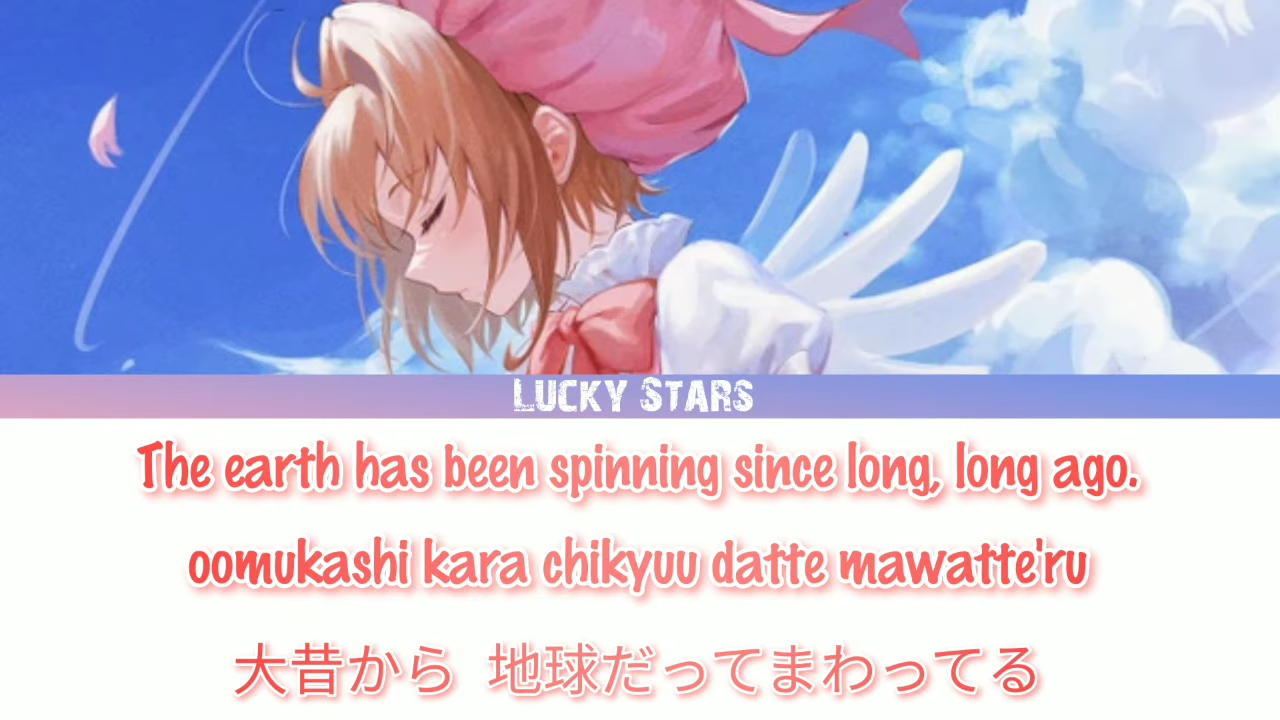 LUCKY STARS
The earth has been spinning since long, long ago.
oomukashi kara chikyuu datte mawatte'ru
大昔から 地球だってまわってる